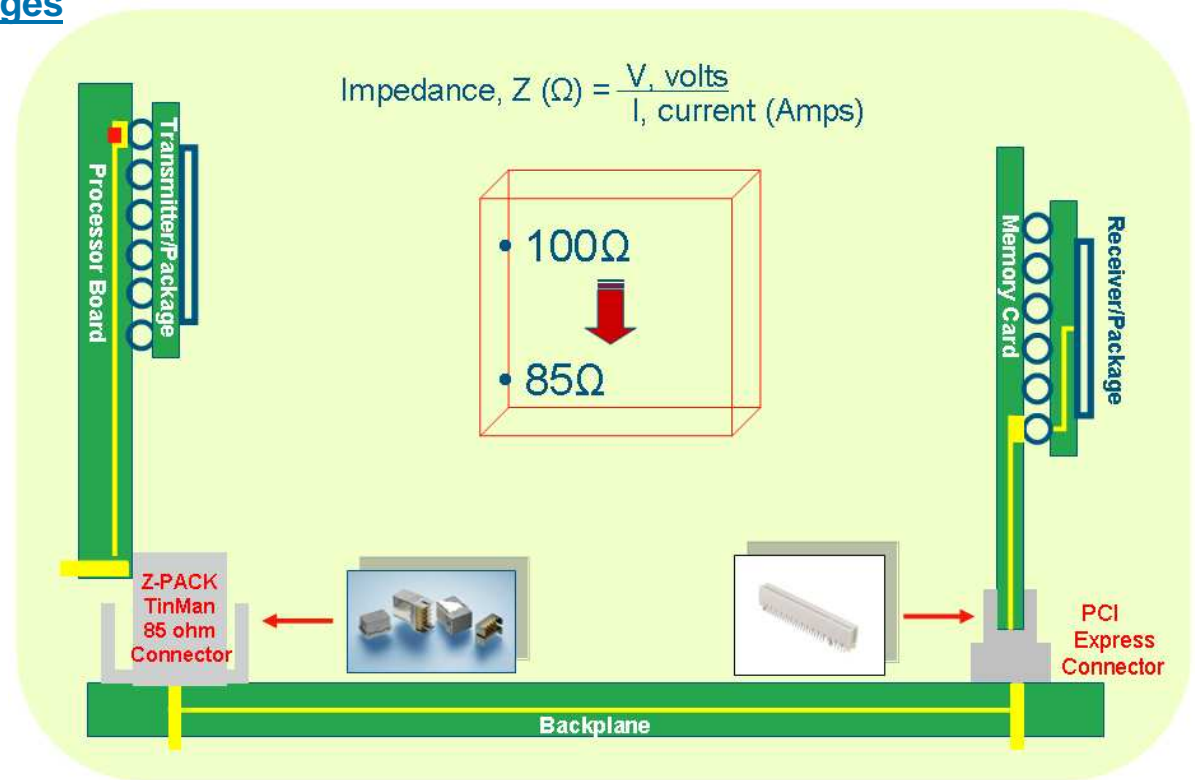 ges
Impedance, Z (Ω) = V, volts
I, current (Amps)
Processor Board
Transmitter/Package
100Ω
85Ω
Memory Card
Receiver/Package
Z-PACK
TinMan
85 ohm
Connector
PCI
Express
Connector
Backplane